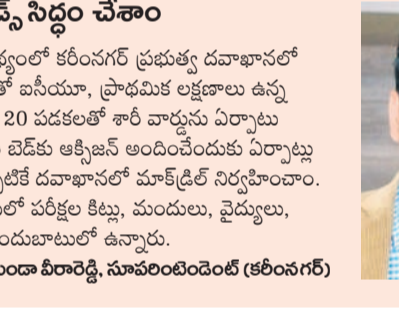 సిద్ధం చేశాం
కరీంనగర్ ప్రభుత్వ దవాఖానలో
ఐసీయూ, ప్రాథమిక లక్షణాలు ఉన్న
20 పడకలతో శారీ వార్డును ఏర్పాటు
బెడ్‌కు ఆక్సిజన్ అందించేందుకు ఏర్పాట్లు
దవాఖానలో మాక్‌డ్రిల్ నిర్వహించాం.
పరీక్షల కిట్లు, మందులు, వైద్యులు,
ఉన్నారు.
వీరారెడ్డి, సూపరింటెండెంట్ (కరీంనగర్)